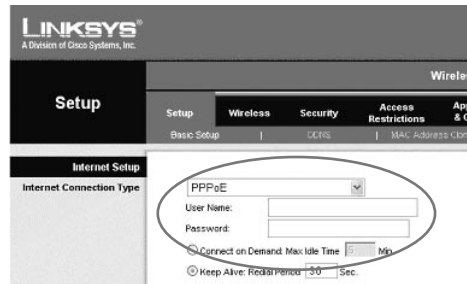 LINKSYS®
A Division of Cisco Systems, Inc.
Wirele
Setup
Setup Wireless Security Access Restrictions Ap & G
Basic Setup | DDNS | MAC Address Clon
Internet Setup
Internet Connection Type
PPPoE
User Name:
Password:
Connect on Demand: Max Idle Time 5 Min.
Keep Alive: Redial Period 30 Sec.